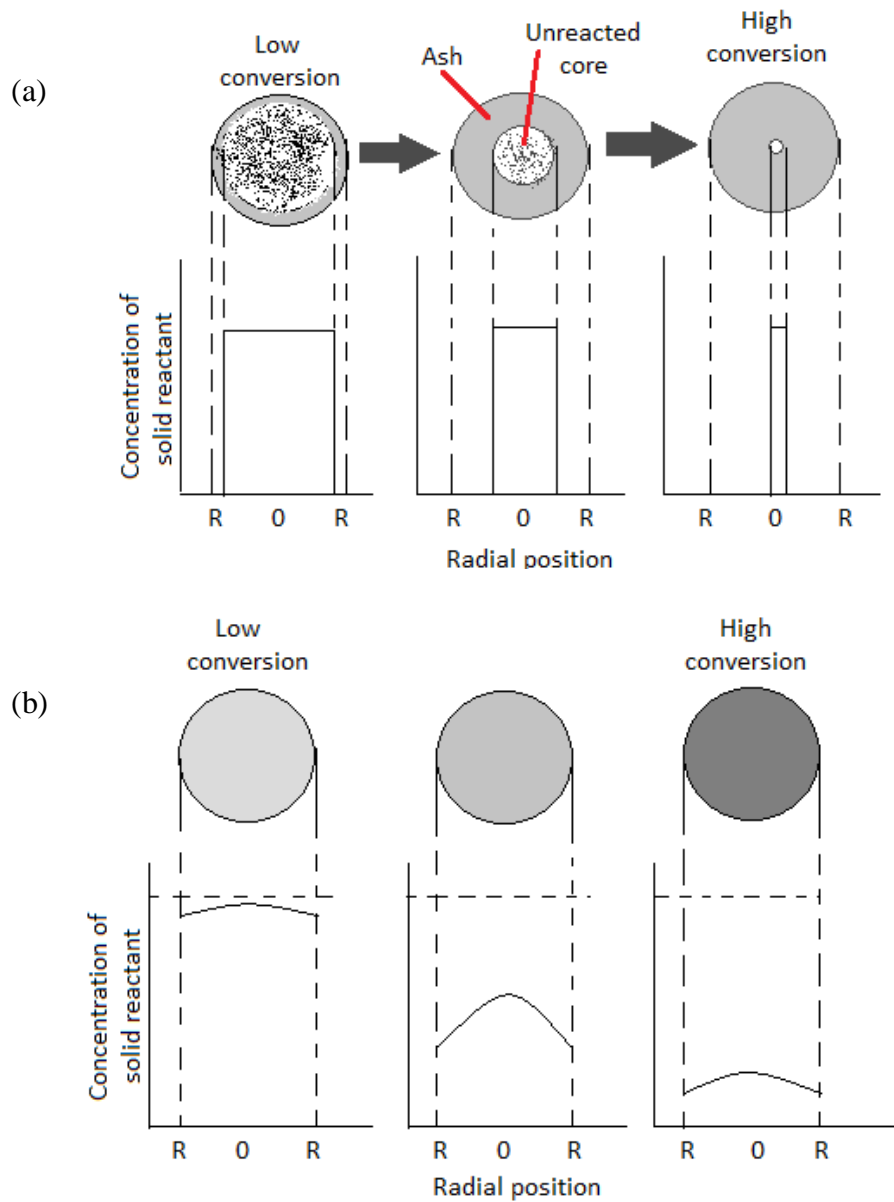 (a)
Low
conversion
Ash
Unreacted
core
High
conversion
Concentration of
solid reactant
R 0 R
R 0 R
R 0 R
Radial position
(b)
Low
conversion
High
conversion
Concentration of
solid reactant
R 0 R
R 0 R
R 0 R
Radial position